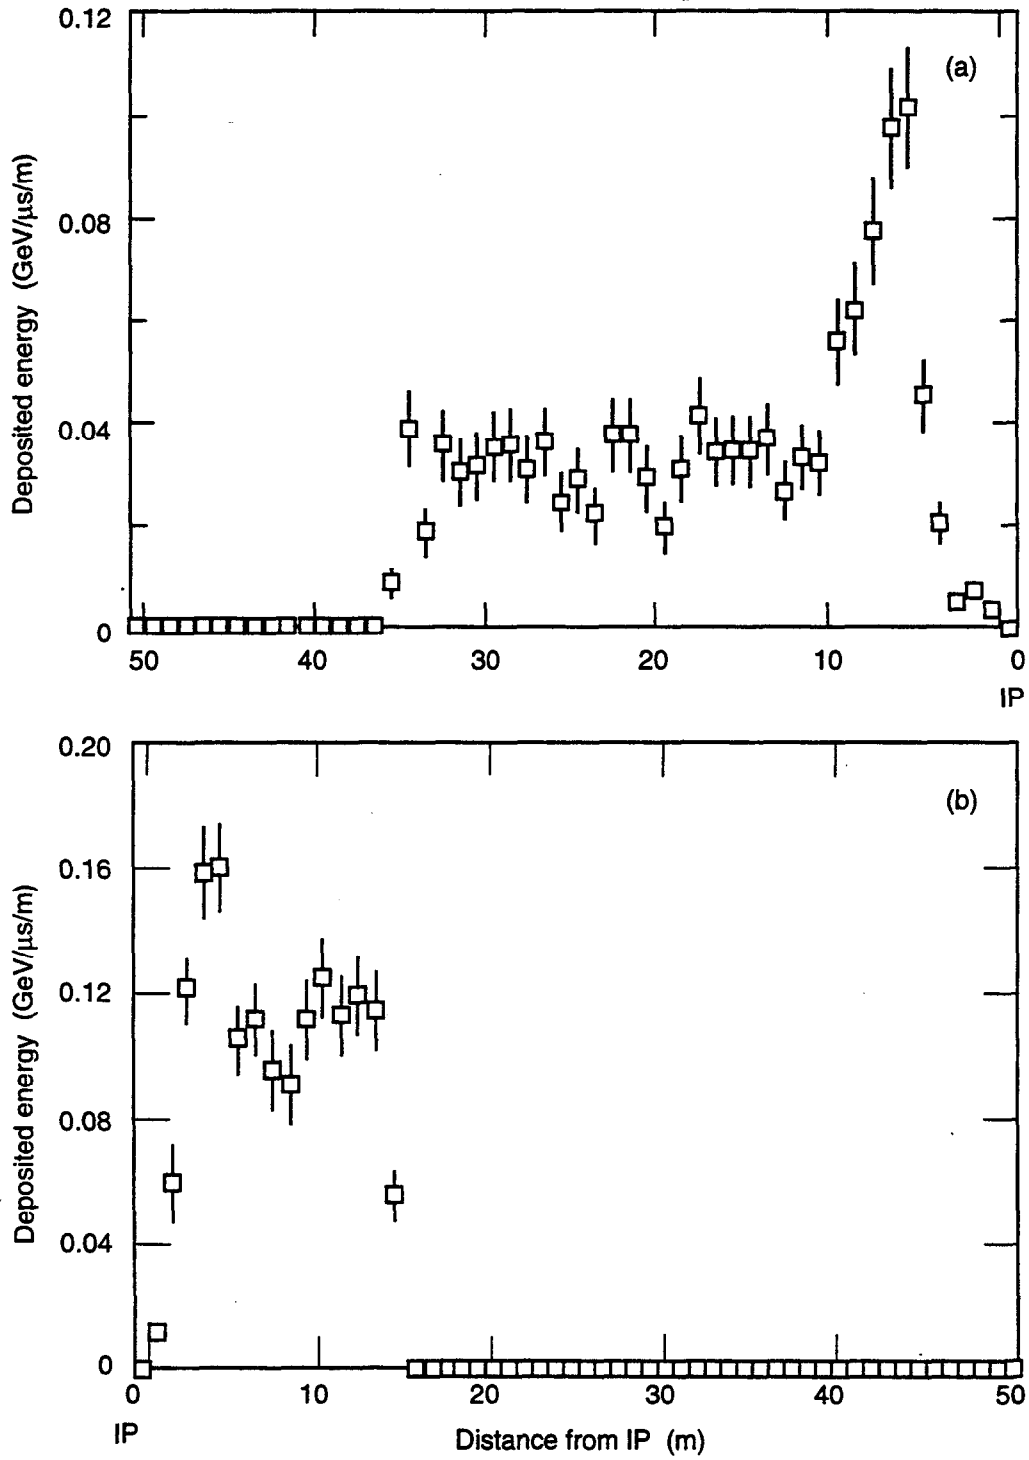 0.12
(a)
0.08
0.04
0
Deposited energy (GeV/μs/m)
50 40 30 20 10 0
IP
0.20
(b)
0.16
0.12
0.08
0.04
0
Deposited energy (GeV/μs/m)
0 10 20 30 40 50
IP
Distance from IP (m)